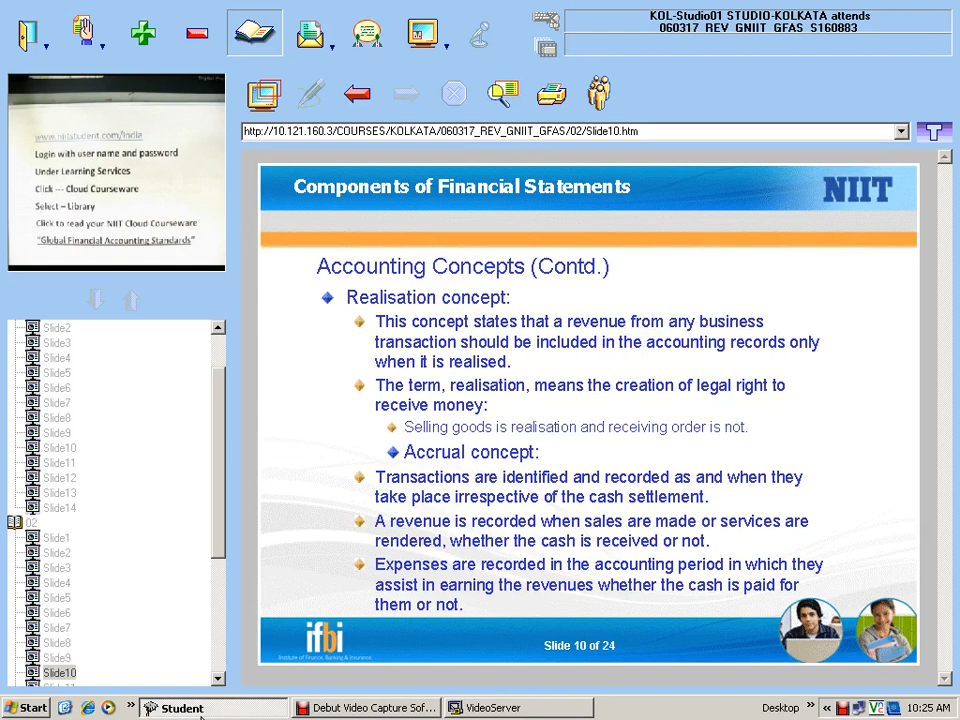 KOL-Studio01 STUDIO-KOLKATA attends
060317_REV_GNIIT_GFAS_S160883
www.niitstudent.com/india
Login with user name and password
Under Learning Services
Click --- Cloud Courseware
Select – Library
Click to read your NIIT Cloud Courseware
"Global Financial Accounting Standards"
http://10.121.160.3/COURSES/KOLKATA/060317_REV_GNIIT_GFAS/02/Slide10.htm
T
Components of Financial Statements
NIIT
Accounting Concepts (Contd.)
Realisation concept:
This concept states that a revenue from any business
transaction should be included in the accounting records only
when it is realised.
The term, realisation, means the creation of legal right to
receive money:
Selling goods is realisation and receiving order is not.
Accrual concept:
Transactions are identified and recorded as and when they
take place irrespective of the cash settlement.
A revenue is recorded when sales are made or services are
rendered, whether the cash is received or not.
Expenses are recorded in the accounting period in which they
assist in earning the revenues whether the cash is paid for
them or not.
ifbi
Institute of Finance, Banking & Insurance
Slide 10 of 24
Slide2
Slide3
Slide4
Slide5
Slide6
Slide7
Slide8
Slide9
Slide10
Slide11
Slide12
Slide13
Slide14
02
Slide1
Slide2
Slide3
Slide4
Slide5
Slide6
Slide7
Slide8
Slide9
Slide10
Start
Student
Debut Video Capture Sof...
VideoServer
Desktop
10:25 AM